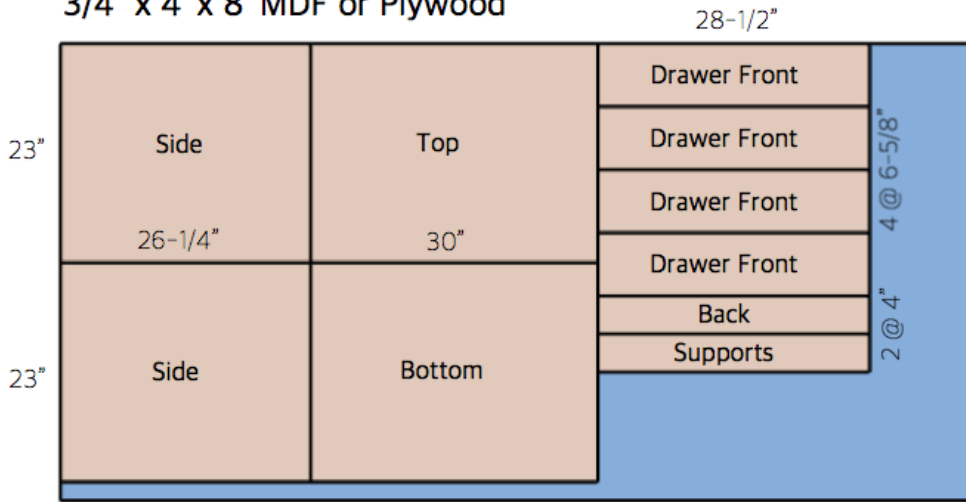 3/4" x 4' x 8' MDF or Plywood
28-1/2"
Drawer Front
23"
Side
Top
Drawer Front
4 @ 6-5/8"
Drawer Front
26-1/4"
30"
Drawer Front
Back
2 @ 4"
Supports
23"
Side
Bottom